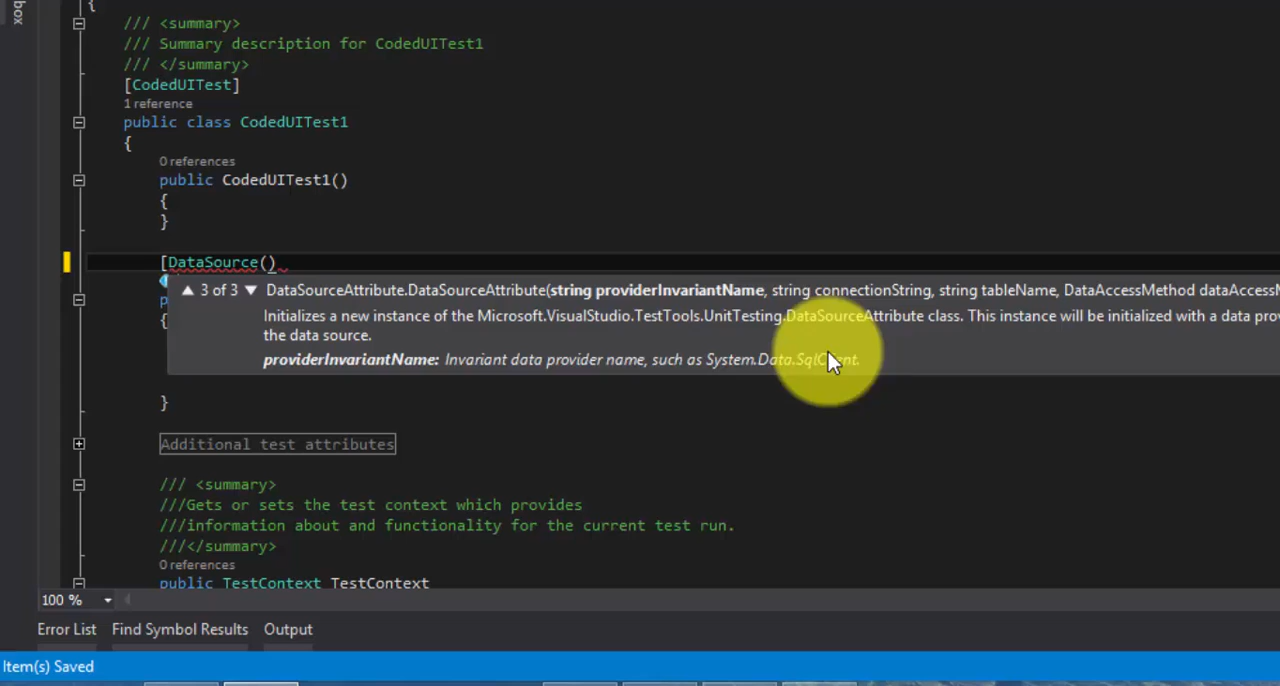 box
{
/// <summary>
/// Summary description for CodedUITest1
/// </summary>
[CodedUITest]
1 reference
public class CodedUITest1
{
0 references
public CodedUITest1()
{
}
[DataSource()
3 of 3 DataSourceAttribute.DataSourceAttribute(string providerInvariantName, string connectionString, string tableName, DataAccessMethod dataAccessM
Initializes a new instance of the Microsoft.VisualStudio.TestTools.UnitTesting.DataSourceAttribute class. This instance will be initialized with a data prov
the data source.
providerInvariantName: Invariant data provider name, such as System.Data.SqlClient.
p
{
}
Additional test attributes
/// <summary>
///Gets or sets the test context which provides
///information about and functionality for the current test run.
///</summary>
0 references
public TestContext TestContext
100 %
Error List Find Symbol Results Output
Item(s) Saved